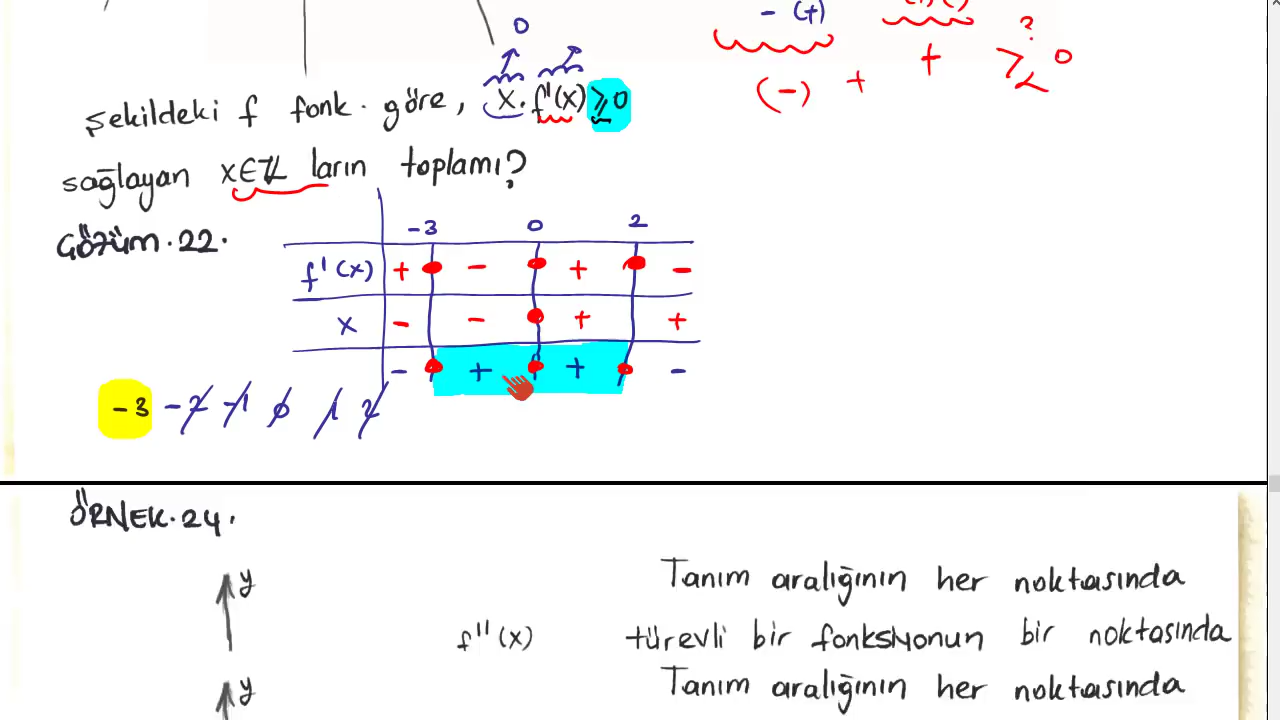 - (+)
?
(-) + + ≥ 0
<
0
şekildeki f fonk. göre, x.f'(x) ≥ 0
sağlayan x∈ℤ ların toplamı?
Gözüm.22.
-3 0 2
f'(x) + - + -
x - - + +
- + + -
-3 -2 -1 0 1 2
ÖRNEK.24.
y
Tanım aralığının her noktasında
f''(x) türevli bir fonksiyonun bir noktasında
y
Tanım aralığının her noktasında